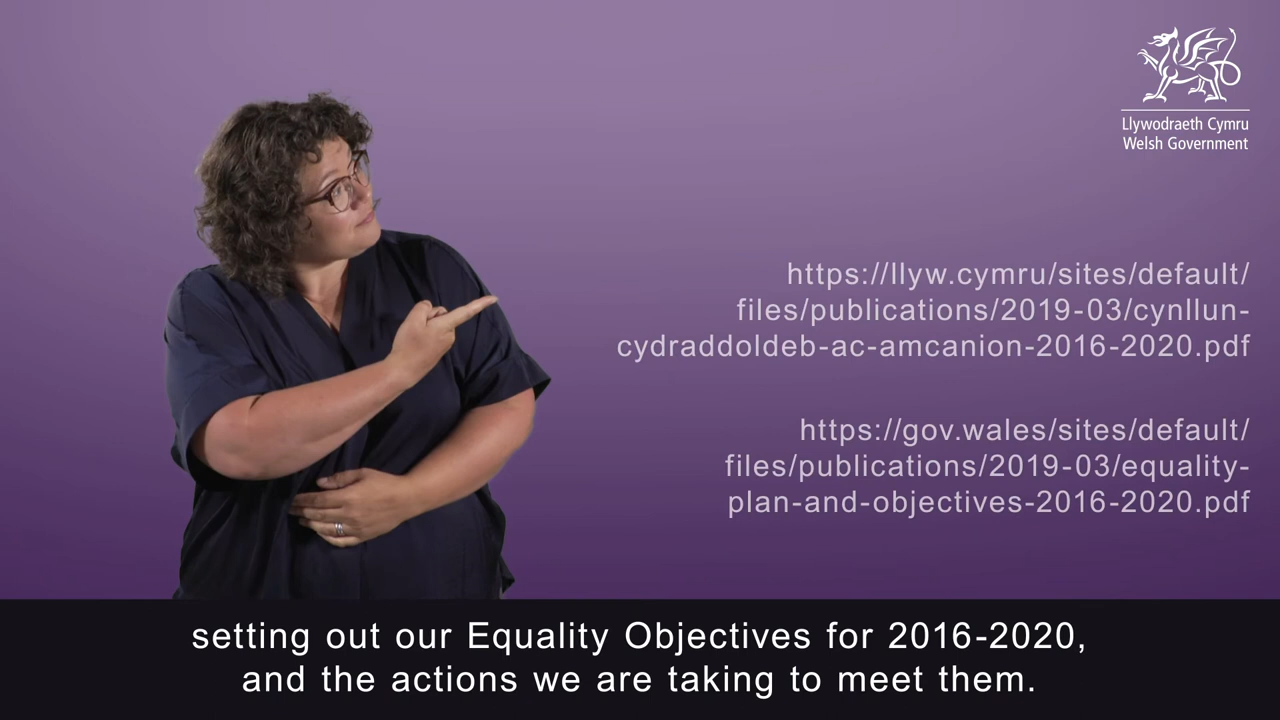 Llywodraeth Cymru
Welsh Government
https://llyw.cymru/sites/default/
files/publications/2019-03/cynllun-
cydraddoldeb-ac-amcanion-2016-2020.pdf
https://gov.wales/sites/default/
files/publications/2019-03/equality-
plan-and-objectives-2016-2020.pdf
setting out our Equality Objectives for 2016-2020,
and the actions we are taking to meet them.